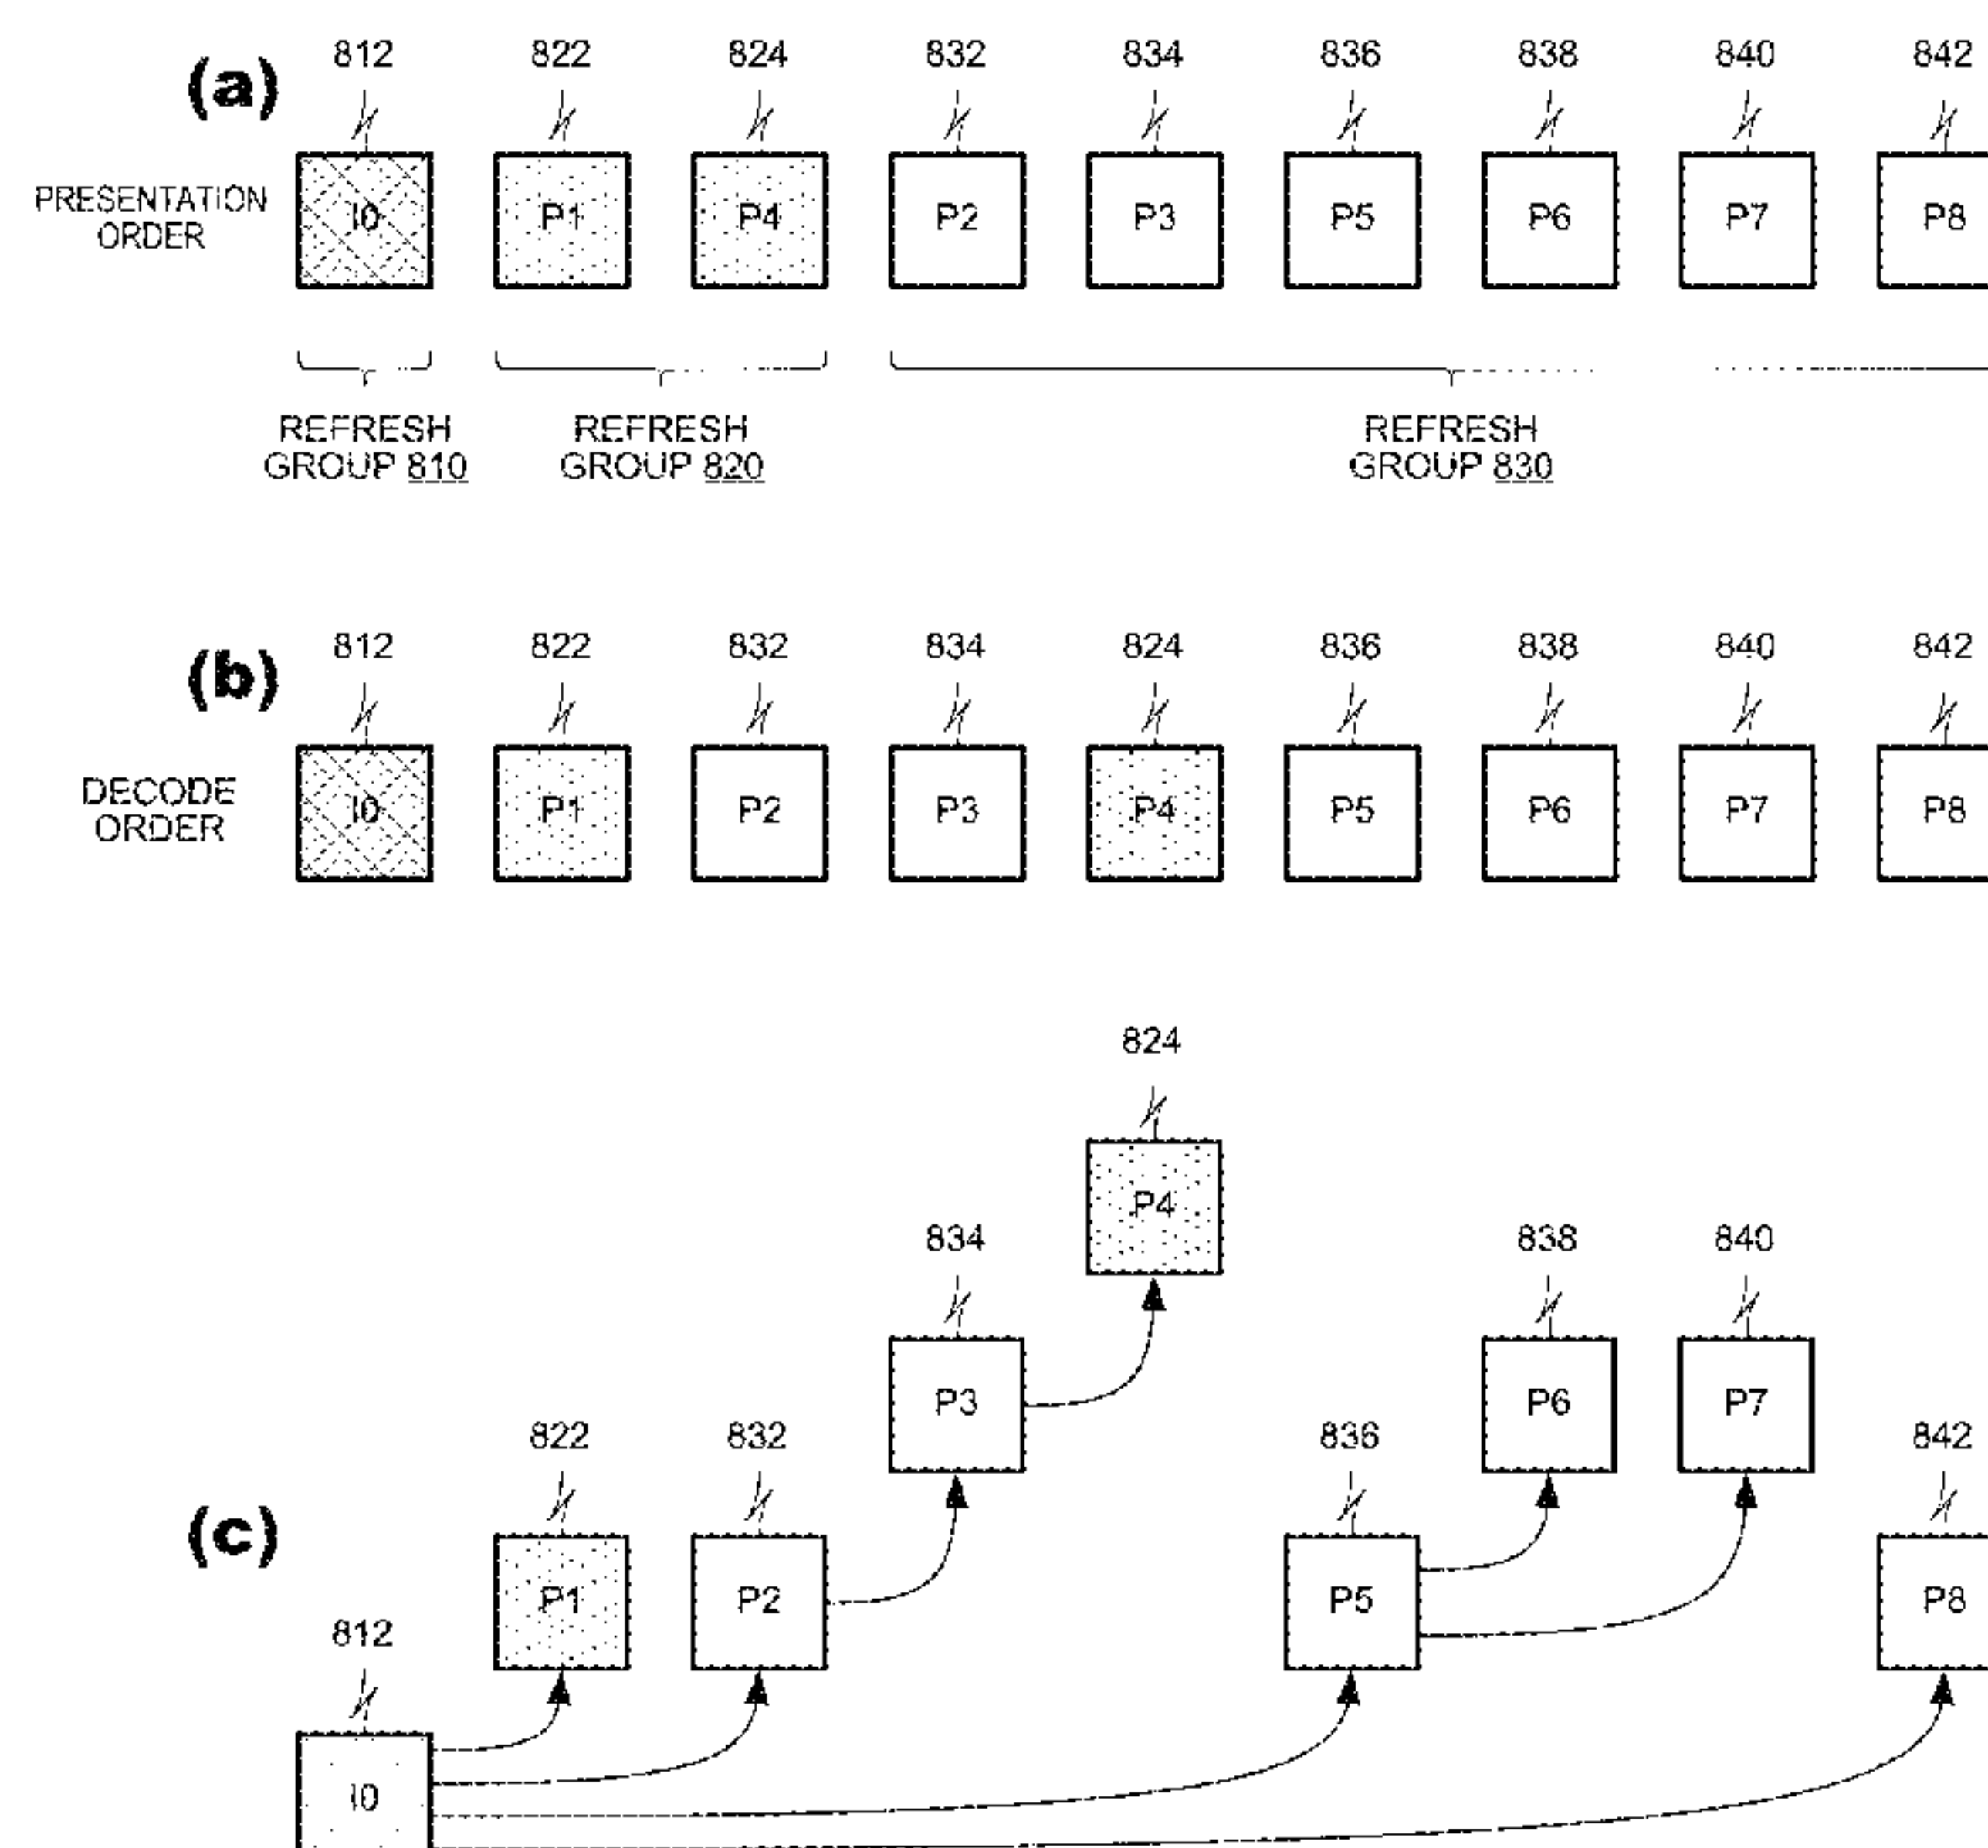 (a)
812 822 824 832 834 836 838 840 842
PRESENTATION
ORDER
I0 P1 P4 P2 P3 P5 P6 P7 P8
REFRESH
GROUP 810
REFRESH
GROUP 820
REFRESH
GROUP 830
(b)
812 822 832 834 824 836 838 840 842
DECODE
ORDER
I0 P1 P2 P3 P4 P5 P6 P7 P8
824
P4
834 838 840
P3 P6 P7
822 832 836 842
(c)
P1 P2 P5 P8
812
I0